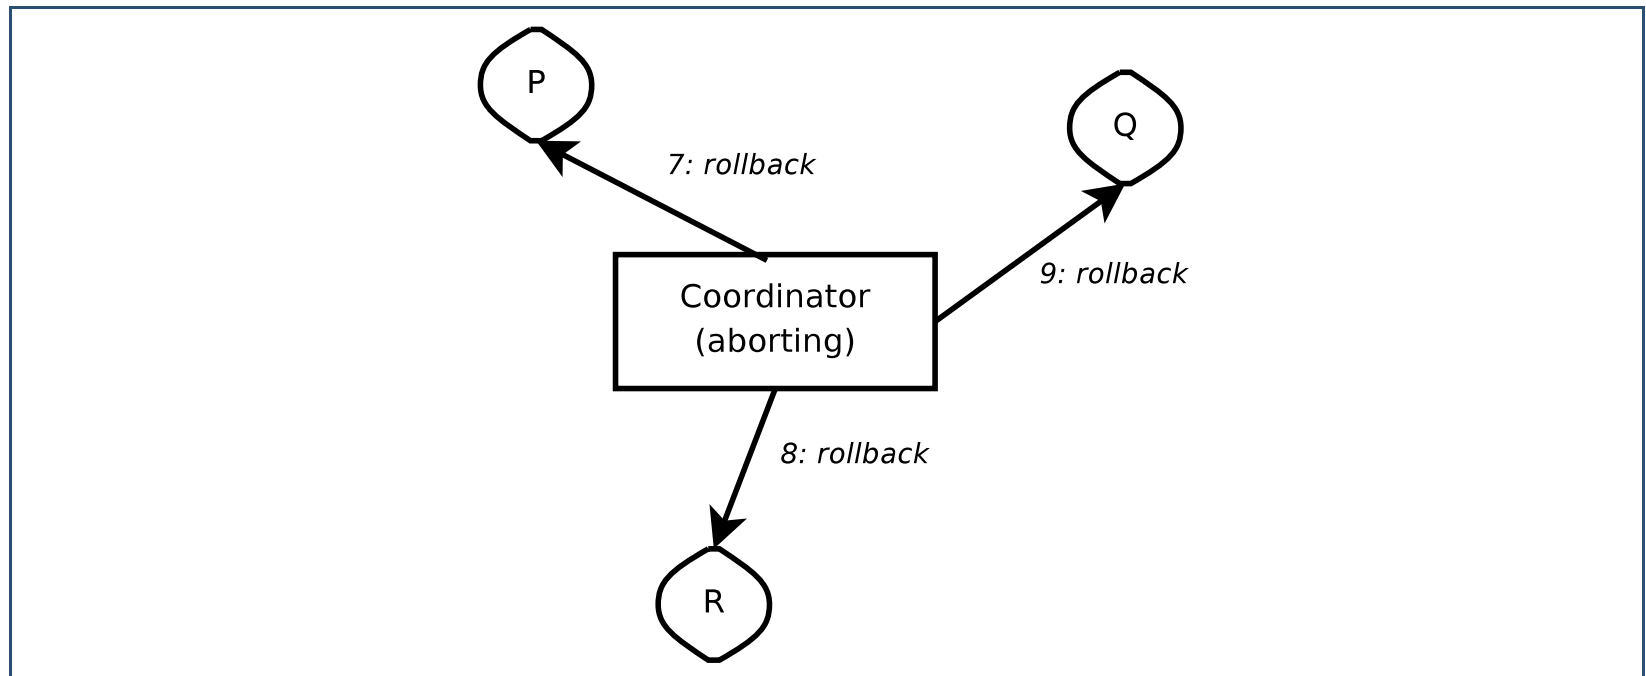 P
Q
7: rollback
9: rollback
Coordinator
(aborting)
8: rollback
R